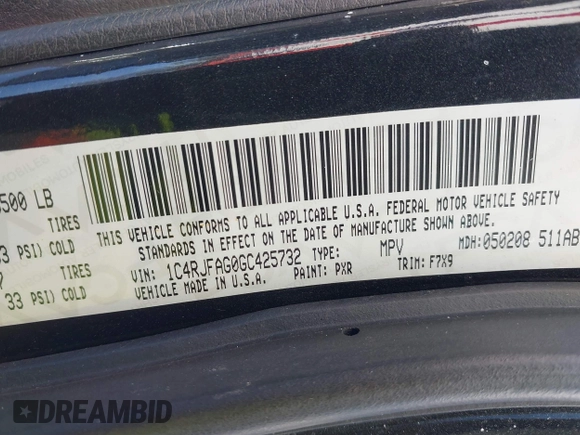 500 LB
TIRES
33 PSI) COLD
TIRES
33 PSI) COLD
THIS VEHICLE CONFORMS TO ALL APPLICABLE U.S.A. FEDERAL MOTOR VEHICLE SAFETY
STANDARDS IN EFFECT ON THE DATE OF MANUFACTURE SHOWN ABOVE.
VIN: 1C4RJFAG0GC425732 TYPE: MPV MDH: 050208 511AB
VEHICLE MADE IN U.S.A. PAINT: PXR TRIM: F7X9
DREAMBID